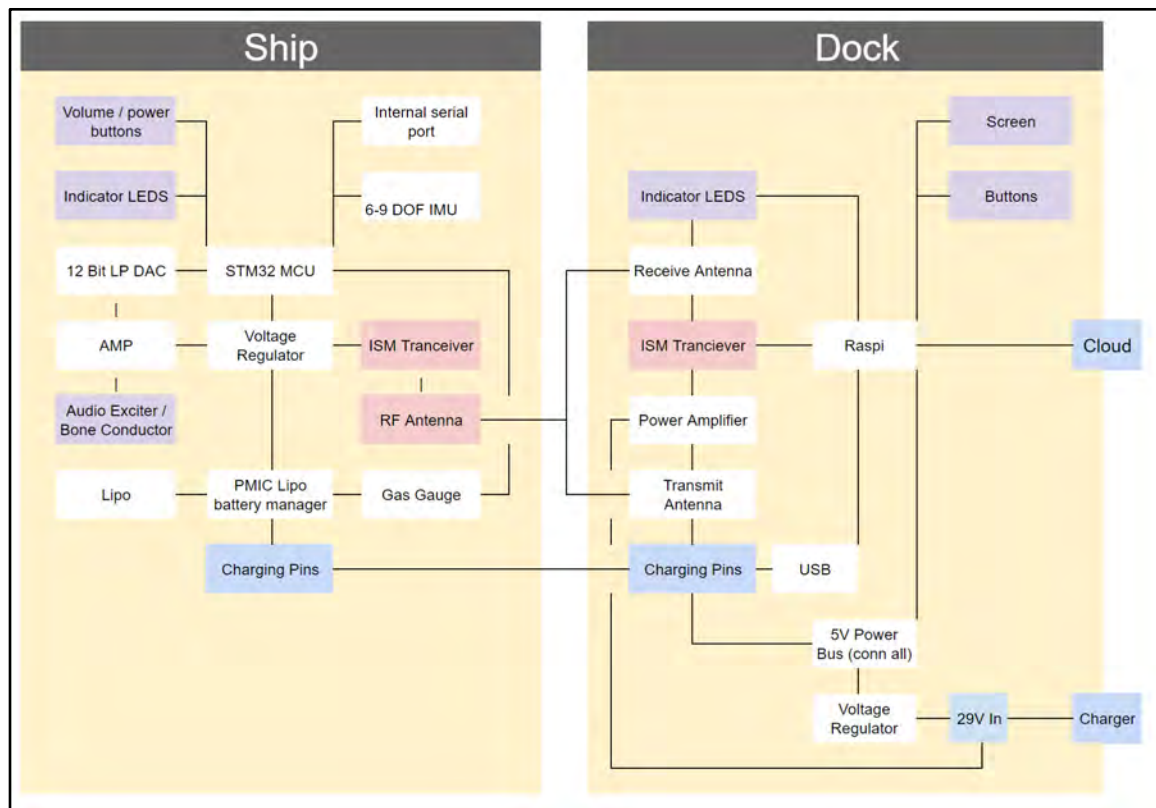 Ship
Volume / power
buttons
Internal serial
port
Indicator LEDS
6-9 DOF IMU
12 Bit LP DAC
STM32 MCU
AMP
Voltage
Regulator
ISM Tranceiver
Audio Exciter /
Bone Conductor
RF Antenna
Lipo
PMIC Lipo
battery manager
Gas Gauge
Charging Pins
Dock
Screen
Indicator LEDS
Buttons
Receive Antenna
ISM Tranciever
Raspi
Cloud
Power Amplifier
Transmit
Antenna
Charging Pins
USB
5V Power
Bus (conn all)
Voltage
Regulator
29V In
Charger